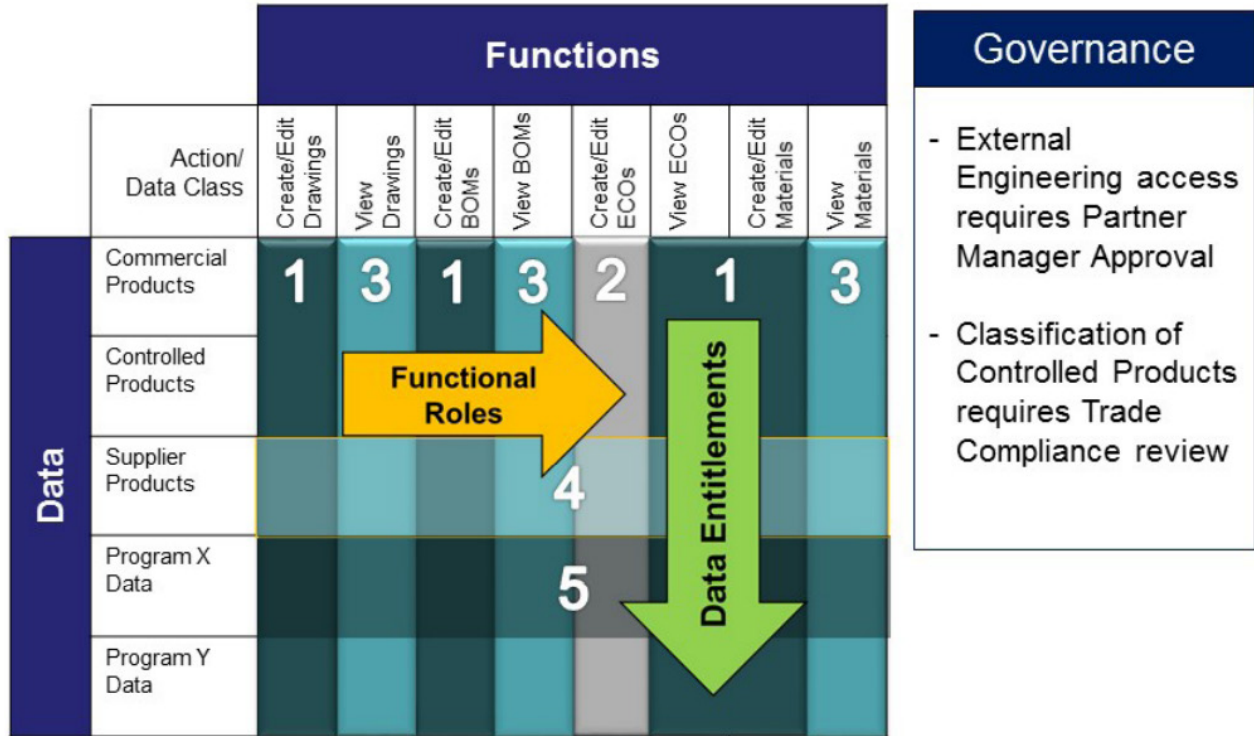 Functions
Action/
Data Class
Create/Edit
Drawings
View
Drawings
Create/Edit
BOMs
View BOMs
Create/Edit
ECOs
View ECOs
Create/Edit
Materials
View
Materials
Data
Commercial
Products
1
3
1
3
2
1
3
Controlled
Products
Functional
Roles
Data Entitlements
Supplier
Products
4
Program X
Data
5
Program Y
Data
Governance
- External
Engineering access
requires Partner
Manager Approval
- Classification of
Controlled Products
requires Trade
Compliance review